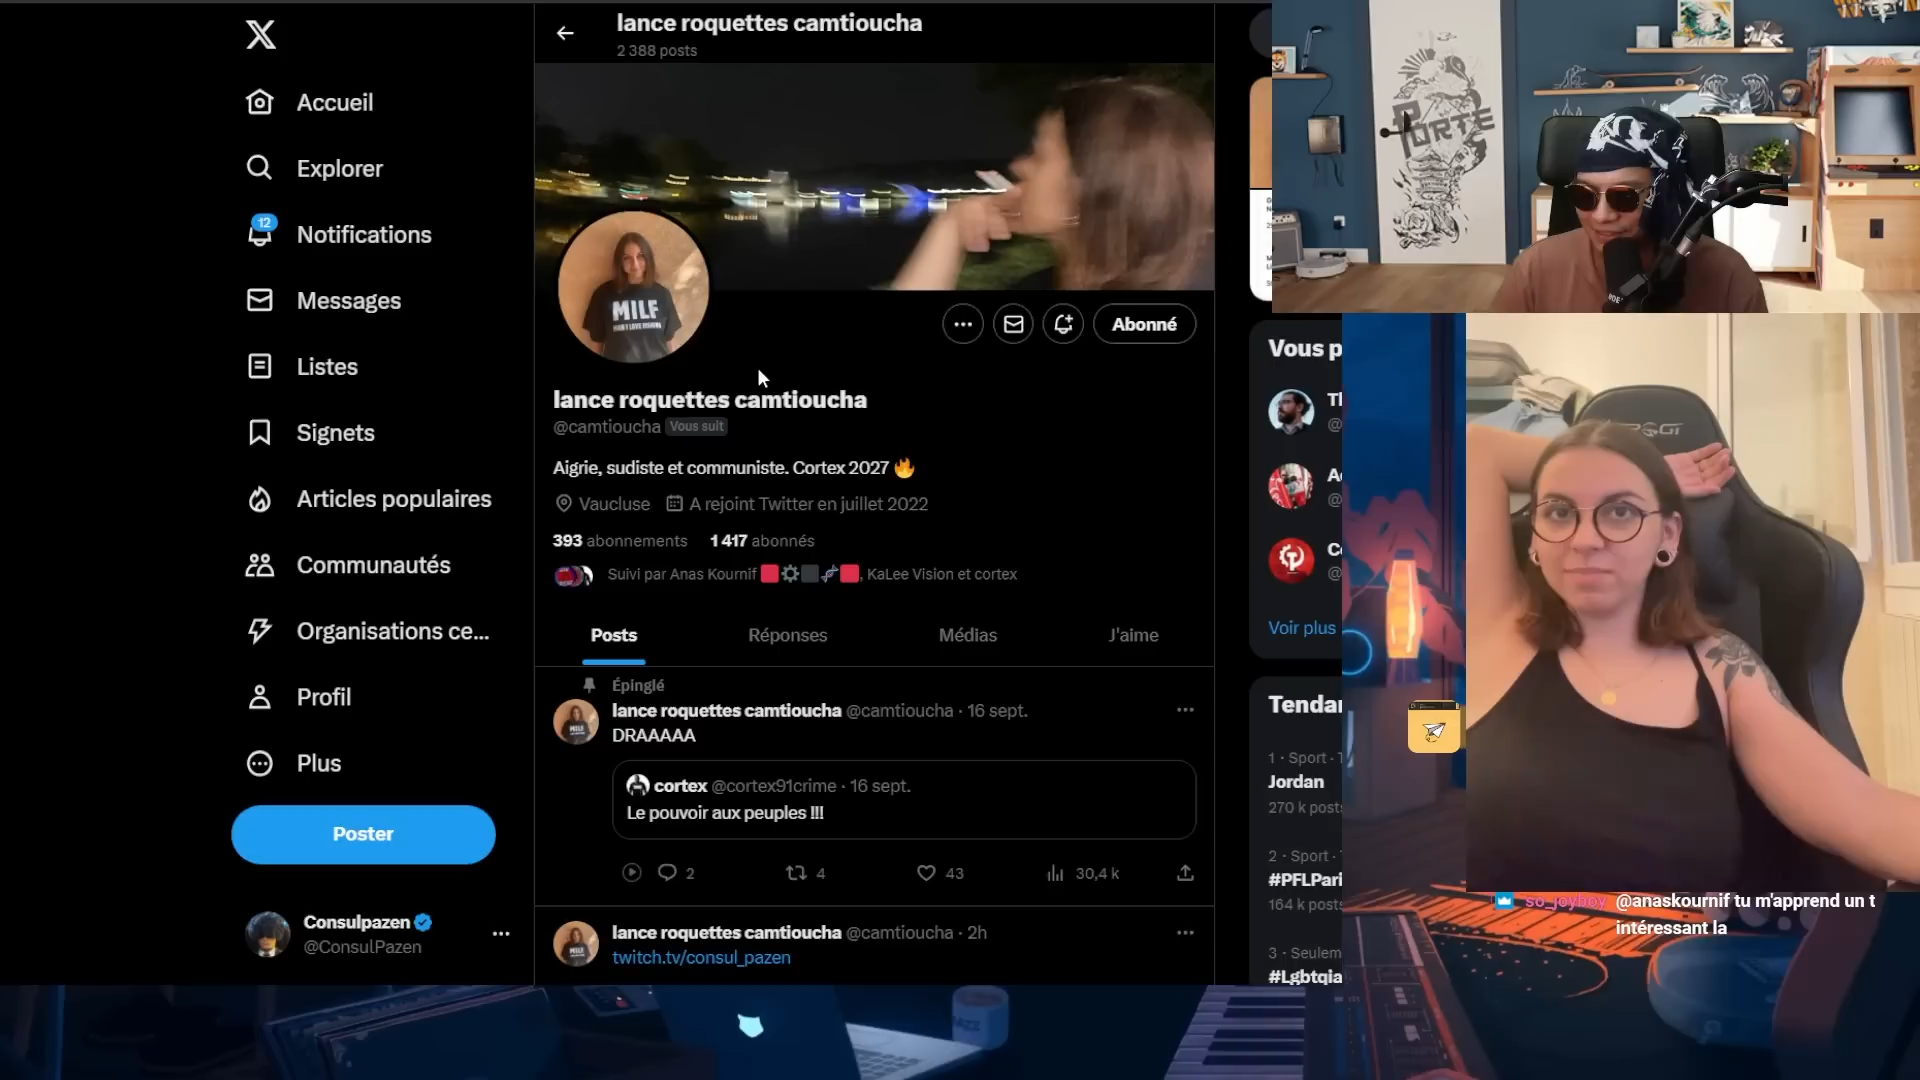 lance roquettes camtioucha
2 388 posts
Accueil
Explorer
12
Notifications
Messages
Listes
Signets
Articles populaires
Communautés
Organisations ce...
Profil
Plus
Poster
Consulpazen
@ConsulPazen
MILF
Abonné
lance roquettes camtioucha
@camtioucha Vous suit
Aigrie, sudiste et communiste. Cortex 2027 🔥
Vaucluse A rejoint Twitter en juillet 2022
393 abonnements 1 417 abonnés
Suivi par Anas Kournif 🟥⚙️⬛🧬🟥, KaLee Vision et cortex
Posts Réponses Médias J'aime
Épinglé
lance roquettes camtioucha @camtioucha · 16 sept.
DRAAAAA
cortex @cortex91crime · 16 sept.
Le pouvoir aux peuples !!!
2 4 43 30,4 k
lance roquettes camtioucha @camtioucha · 2h
twitch.tv/consul_pazen
Vous p
Voir plus
Tendan
1 · Sport ·
Jordan
270 k posts
2 · Sport ·
#PFLPari
164 k posts
3 · Seulem
#Lgbtqia
PORTE
so_joyboy @anaskournif tu m'apprend un t
intéressant la